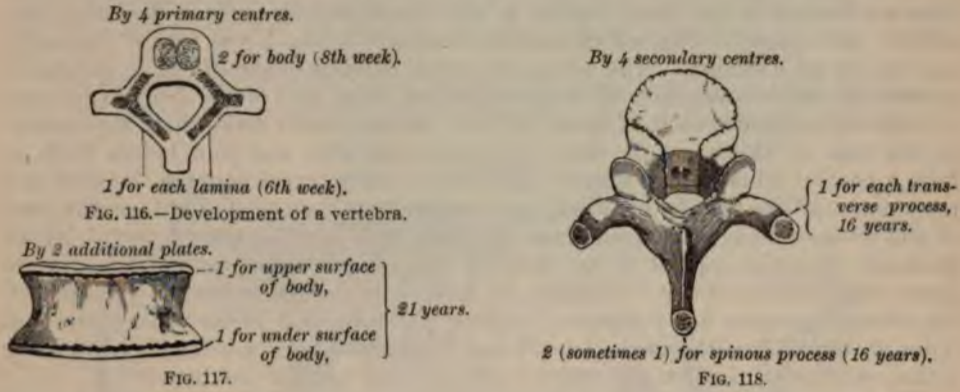 By 4 primary centres.
2 for body (8th week).
1 for each lamina (6th week).
FIG. 116.—Development of a vertebra.
By 2 additional plates.
1 for upper surface
of body,
21 years.
1 for under surface
of body,
FIG. 117.
By 4 secondary centres.
1 for each trans-
verse process,
16 years.
2 (sometimes 1) for spinous process (16 years).
FIG. 118.